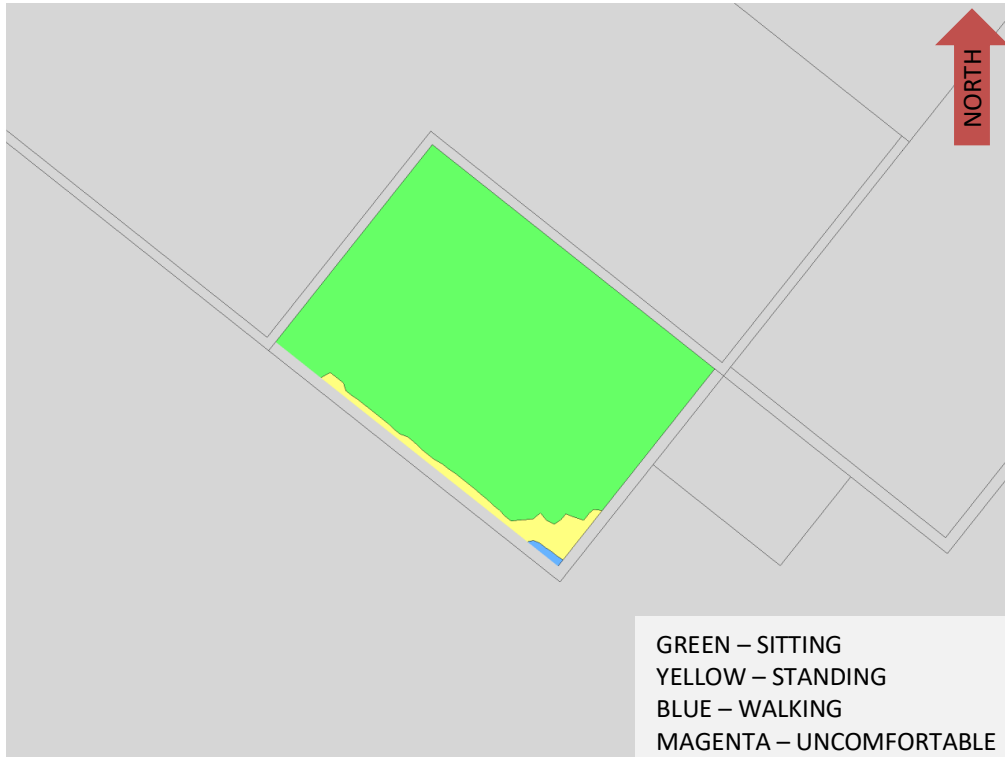 NORTH
GREEN – SITTING
YELLOW – STANDING
BLUE – WALKING
MAGENTA – UNCOMFORTABLE